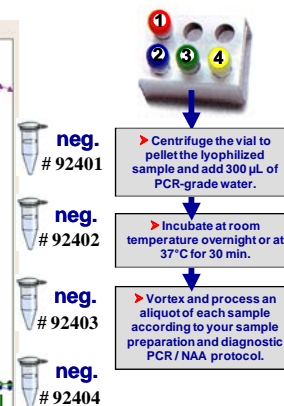 1
2 3 4
neg.
# 92401
neg.
# 92402
neg.
# 92403
neg.
# 92404
➤ Centrifuge the vial to
pellet the lyophilized
sample and add 300 µL of
PCR-grade water.
➤ Incubate at room
temperature overnight or at
37°C for 30 min.
➤ Vortex and process an
aliquot of each sample
according to your sample
preparation and diagnostic
PCR / NAA protocol.